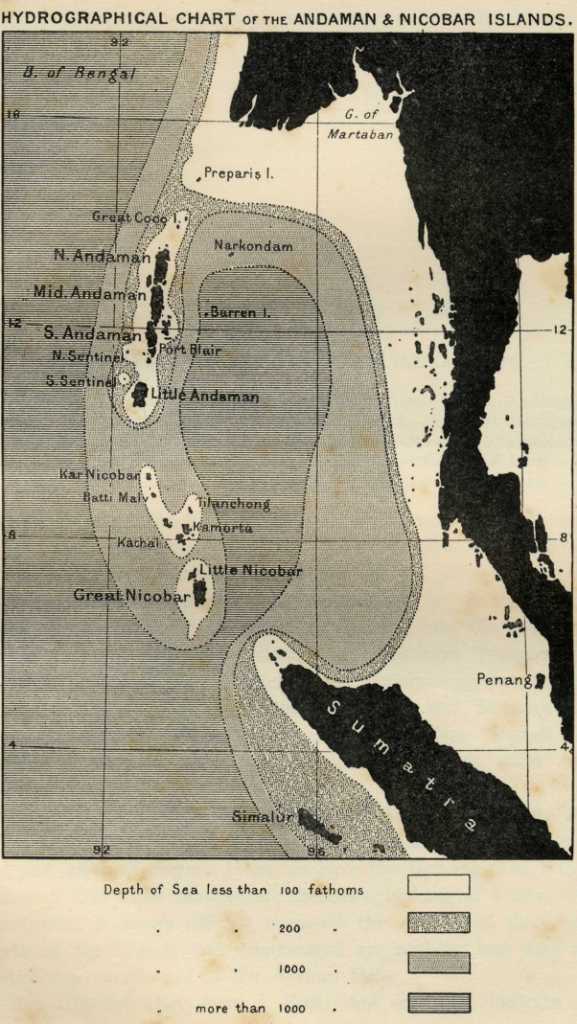 HYDROGRAPHICAL CHART OF THE ANDAMAN & NICOBAR ISLANDS.
92
B. of Bengal
16
G. of
Martaban
Preparis I.
Great Coco I.
N. Andaman
Narkondam
Mid. Andaman
Barren I.
12
12
S. Andaman
Port Blair
N. Sentinel
S. Sentinel
Little Andaman
Kar Nicobar
Batti Malv
Tilanchong
Kamorta
8
8
Kachal
Little Nicobar
Great Nicobar
Penang
Sumatra
4
4
Simalur
92
96
Depth of Sea less than 100 fathoms
" " 200 "
" " 1000 "
" more than 1000 "